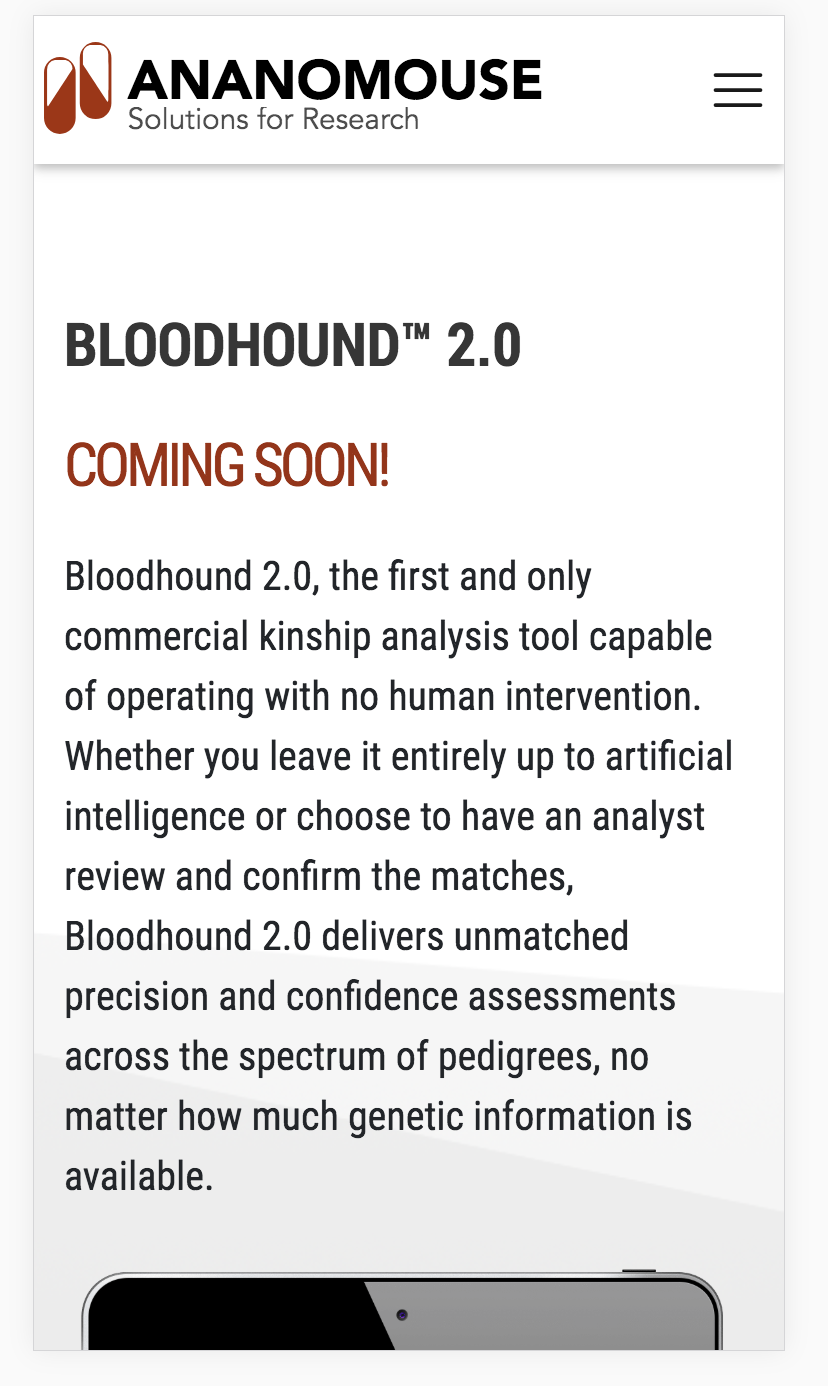 ANANOMOUSE
Solutions for Research
BLOODHOUND™ 2.0
COMING SOON!
Bloodhound 2.0, the first and only
commercial kinship analysis tool capable
of operating with no human intervention.
Whether you leave it entirely up to artificial
intelligence or choose to have an analyst
review and confirm the matches,
Bloodhound 2.0 delivers unmatched
precision and confidence assessments
across the spectrum of pedigrees, no
matter how much genetic information is
available.